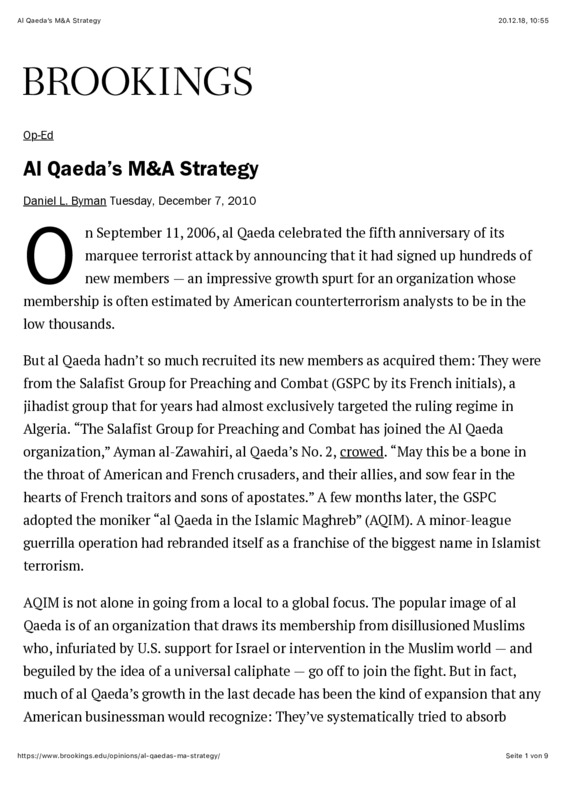 Al Qaeda's M&A Strategy
20.12.18, 10:55
BROOKINGS
Op-Ed
Al Qaeda’s M&A Strategy
Daniel L. Byman Tuesday, December 7, 2010
On September 11, 2006, al Qaeda celebrated the fifth anniversary of its
marquee terrorist attack by announcing that it had signed up hundreds of
new members — an impressive growth spurt for an organization whose
membership is often estimated by American counterterrorism analysts to be in the
low thousands.
But al Qaeda hadn’t so much recruited its new members as acquired them: They were
from the Salafist Group for Preaching and Combat (GSPC by its French initials), a
jihadist group that for years had almost exclusively targeted the ruling regime in
Algeria. “The Salafist Group for Preaching and Combat has joined the Al Qaeda
organization,” Ayman al-Zawahiri, al Qaeda’s No. 2, crowed. “May this be a bone in
the throat of American and French crusaders, and their allies, and sow fear in the
hearts of French traitors and sons of apostates.” A few months later, the GSPC
adopted the moniker “al Qaeda in the Islamic Maghreb” (AQIM). A minor-league
guerrilla operation had rebranded itself as a franchise of the biggest name in Islamist
terrorism.
AQIM is not alone in going from a local to a global focus. The popular image of al
Qaeda is of an organization that draws its membership from disillusioned Muslims
who, infuriated by U.S. support for Israel or intervention in the Muslim world — and
beguiled by the idea of a universal caliphate — go off to join the fight. But in fact,
much of al Qaeda’s growth in the last decade has been the kind of expansion that any
American businessman would recognize: They’ve systematically tried to absorb
https://www.brookings.edu/opinions/al-qaedas-ma-strategy/
Seite 1 von 9